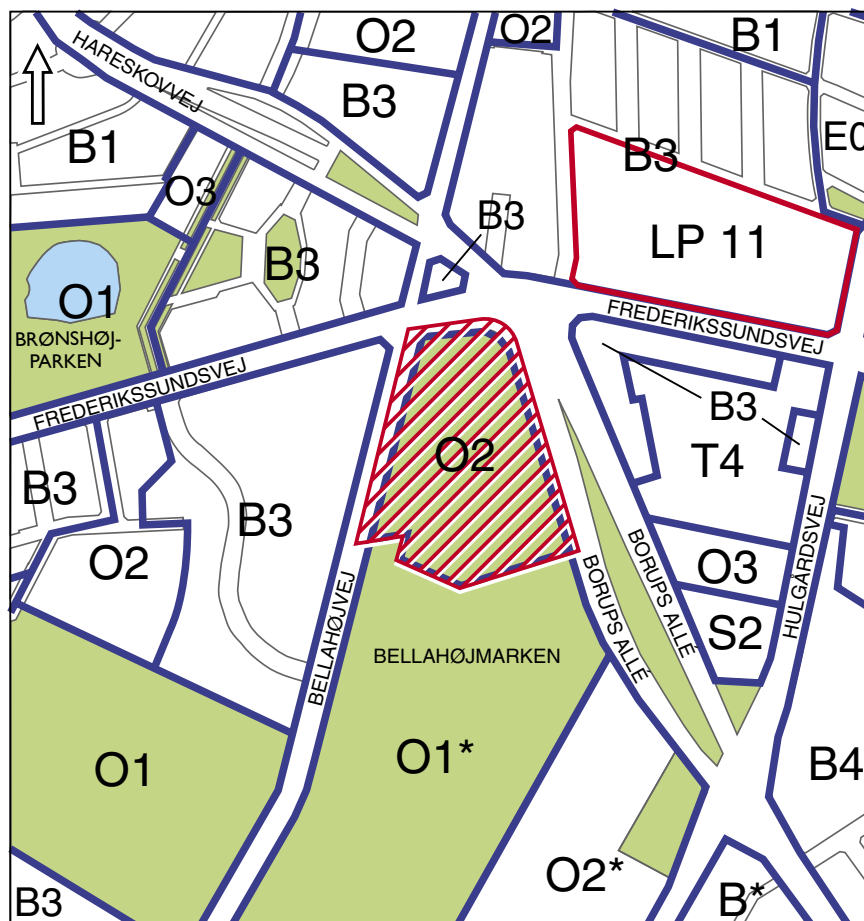 O2
O2
B1
HARESKOVVEJ
B3
B1
B3
E0
O3
B3
LP 11
B3
O1
BRØNSHØJ-
PARKEN
FREDERIKSSUNDSVEJ
FREDERIKSSUNDSVEJ
B3
O2
T4
B3
B3
O2
BORUPS ALLÉ
BORUPS ALLÉ
O3
HULGÅRDSVEJ
S2
BELLAHØJVEJ
BELLAHØJMARKEN
O1
O1*
B4
O2*
B*
B3